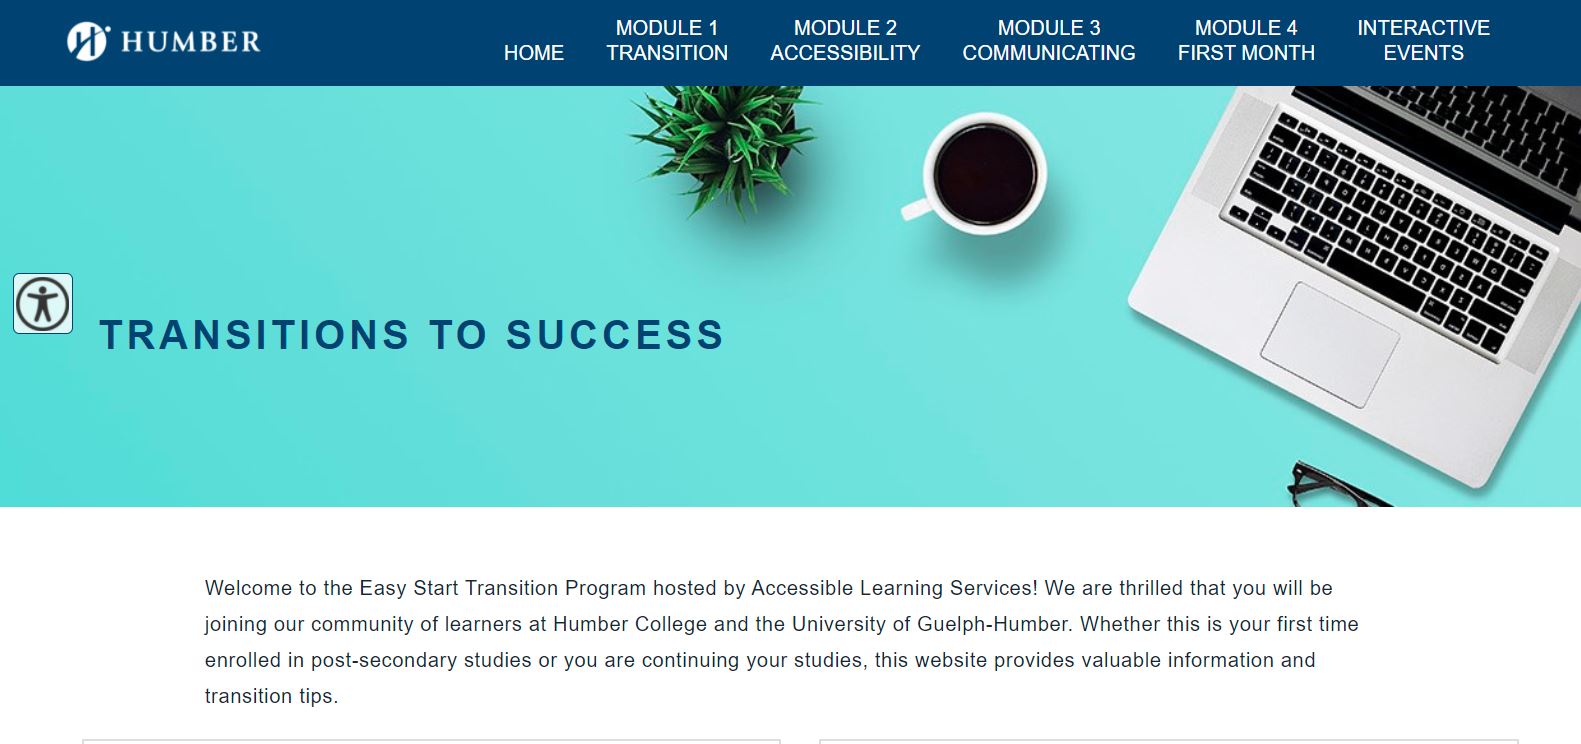 HUMBER
HOME
MODULE 1
TRANSITION
MODULE 2
ACCESSIBILITY
MODULE 3
COMMUNICATING
MODULE 4
FIRST MONTH
INTERACTIVE
EVENTS
TRANSITIONS TO SUCCESS
Welcome to the Easy Start Transition Program hosted by Accessible Learning Services! We are thrilled that you will be
joining our community of learners at Humber College and the University of Guelph-Humber. Whether this is your first time
enrolled in post-secondary studies or you are continuing your studies, this website provides valuable information and
transition tips.